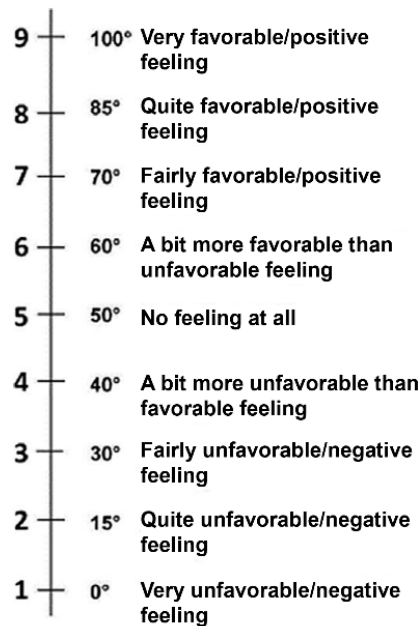 9 100° Very favorable/positive
feeling
8 85° Quite favorable/positive
feeling
7 70° Fairly favorable/positive
feeling
6 60° A bit more favorable than
unfavorable feeling
5 50° No feeling at all
4 40° A bit more unfavorable than
favorable feeling
3 30° Fairly unfavorable/negative
feeling
2 15° Quite unfavorable/negative
feeling
1 0° Very unfavorable/negative
feeling